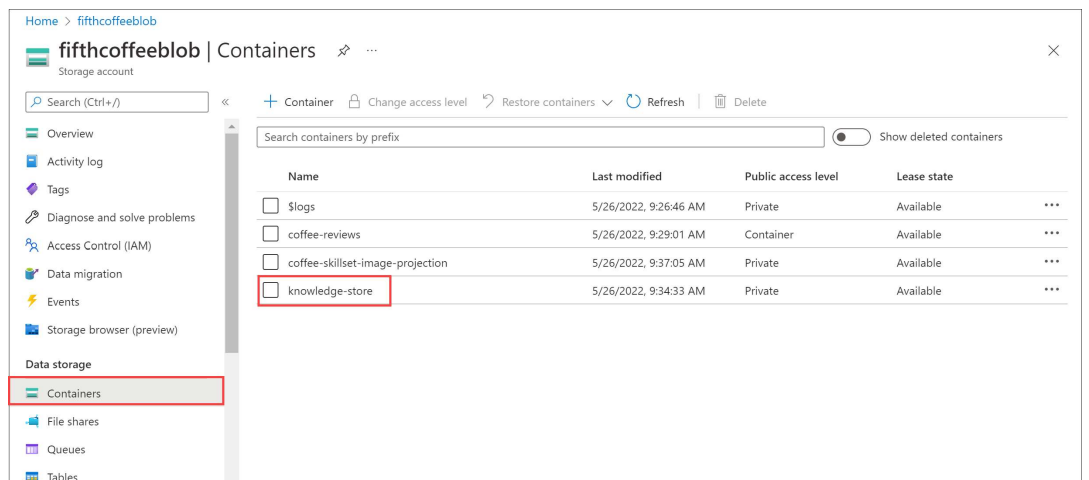 Home > fifthcoffeeblob
fifthcoffeeblob | Containers ...
Storage account
Search (Ctrl+/)
«
Overview
Activity log
Tags
Diagnose and solve problems
Access Control (IAM)
Data migration
Events
Storage browser (preview)
Data storage
Containers
File shares
Queues
Tables
+ Container Change access level Restore containers Refresh Delete
Search containers by prefix Show deleted containers
Name Last modified Public access level Lease state
$logs 5/26/2022, 9:26:46 AM Private Available ...
coffee-reviews 5/26/2022, 9:29:01 AM Container Available ...
coffee-skillset-image-projection 5/26/2022, 9:37:05 AM Private Available ...
knowledge-store 5/26/2022, 9:34:33 AM Private Available ...